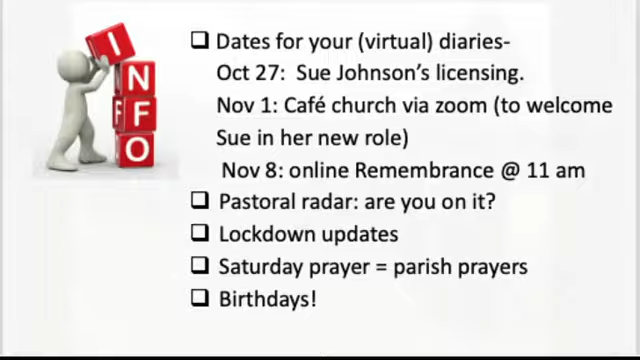 I
N
F
F
O
❑ Dates for your (virtual) diaries-
Oct 27:  Sue Johnson's licensing.
Nov 1: Café church via zoom (to welcome
Sue in her new role)
Nov 8: online Remembrance @ 11 am
❑ Pastoral radar: are you on it?
❑ Lockdown updates
❑ Saturday prayer = parish prayers
❑ Birthdays!